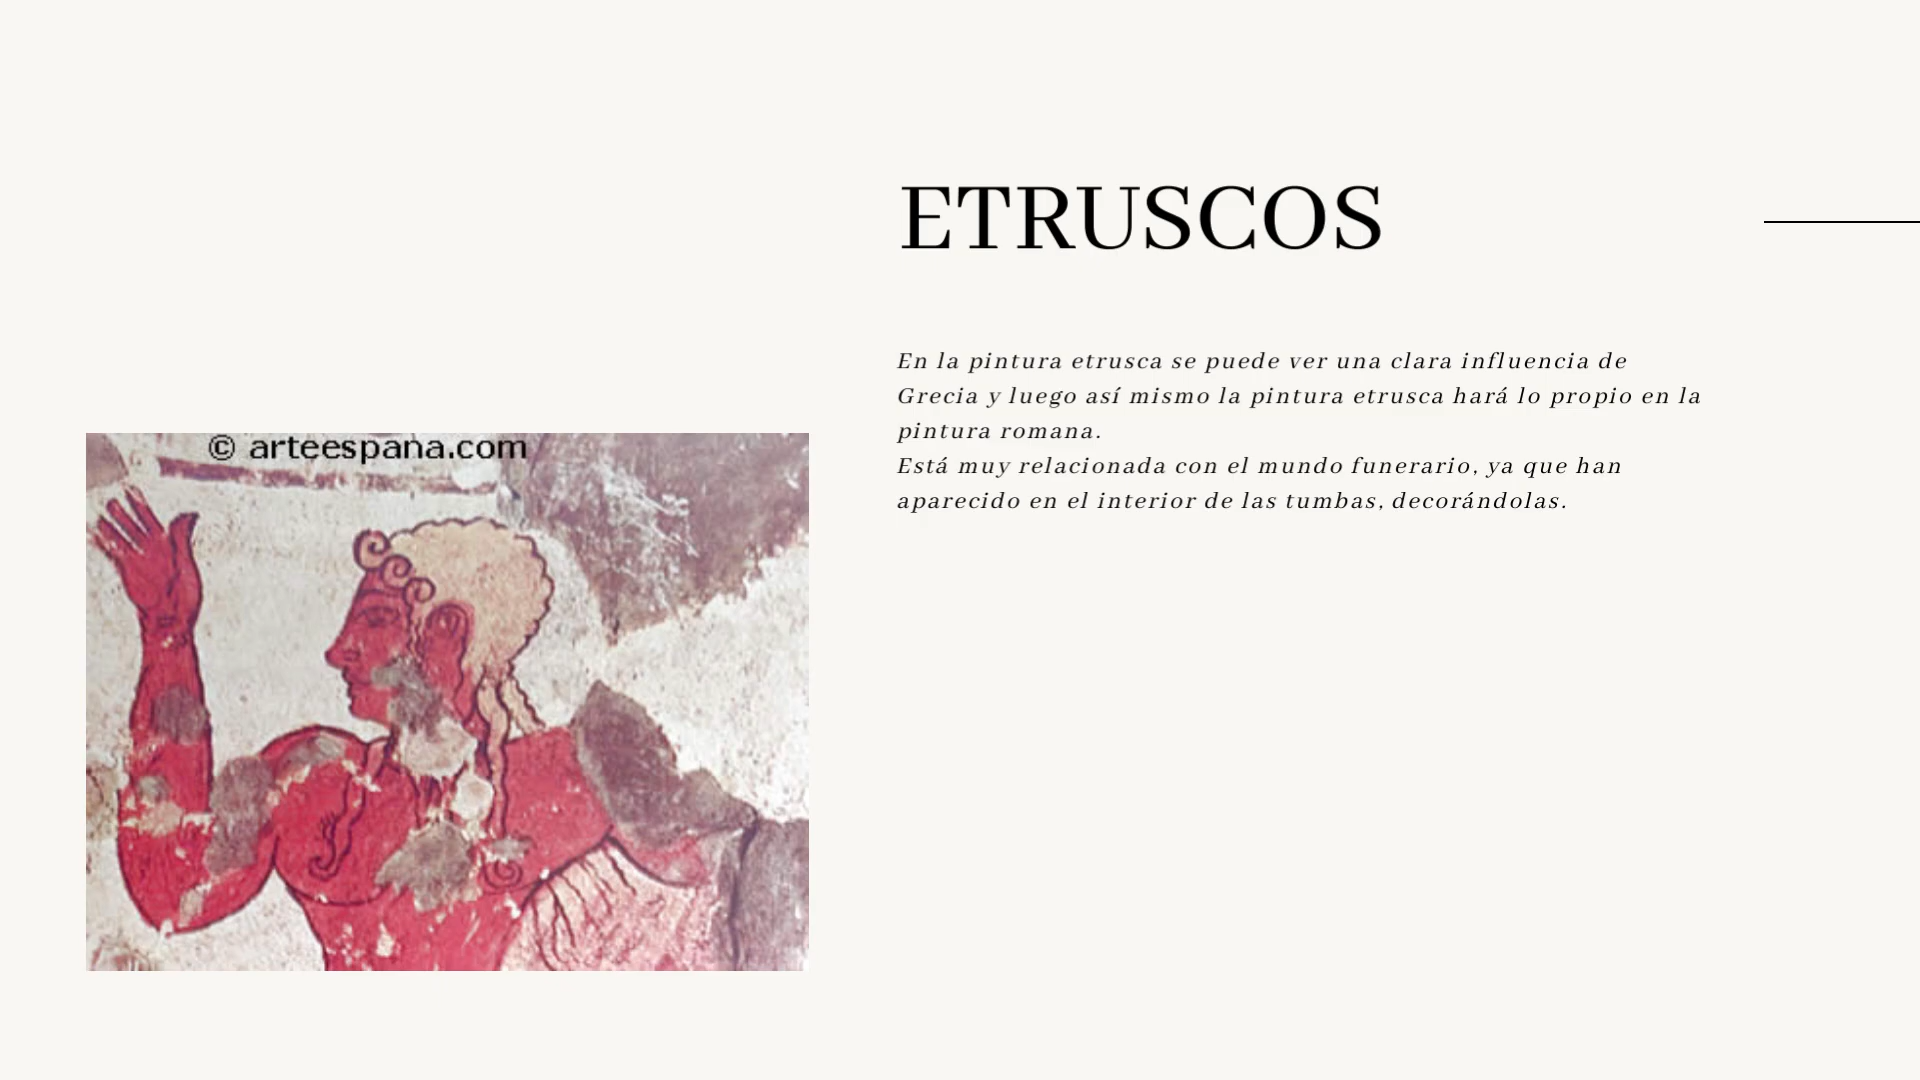 ETRUSCOS
En la pintura etrusca se puede ver una clara influencia de
Grecia y luego así mismo la pintura etrusca hará lo propio en la
pintura romana.
Está muy relacionada con el mundo funerario, ya que han
aparecido en el interior de las tumbas, decorándolas.
© arteespana.com